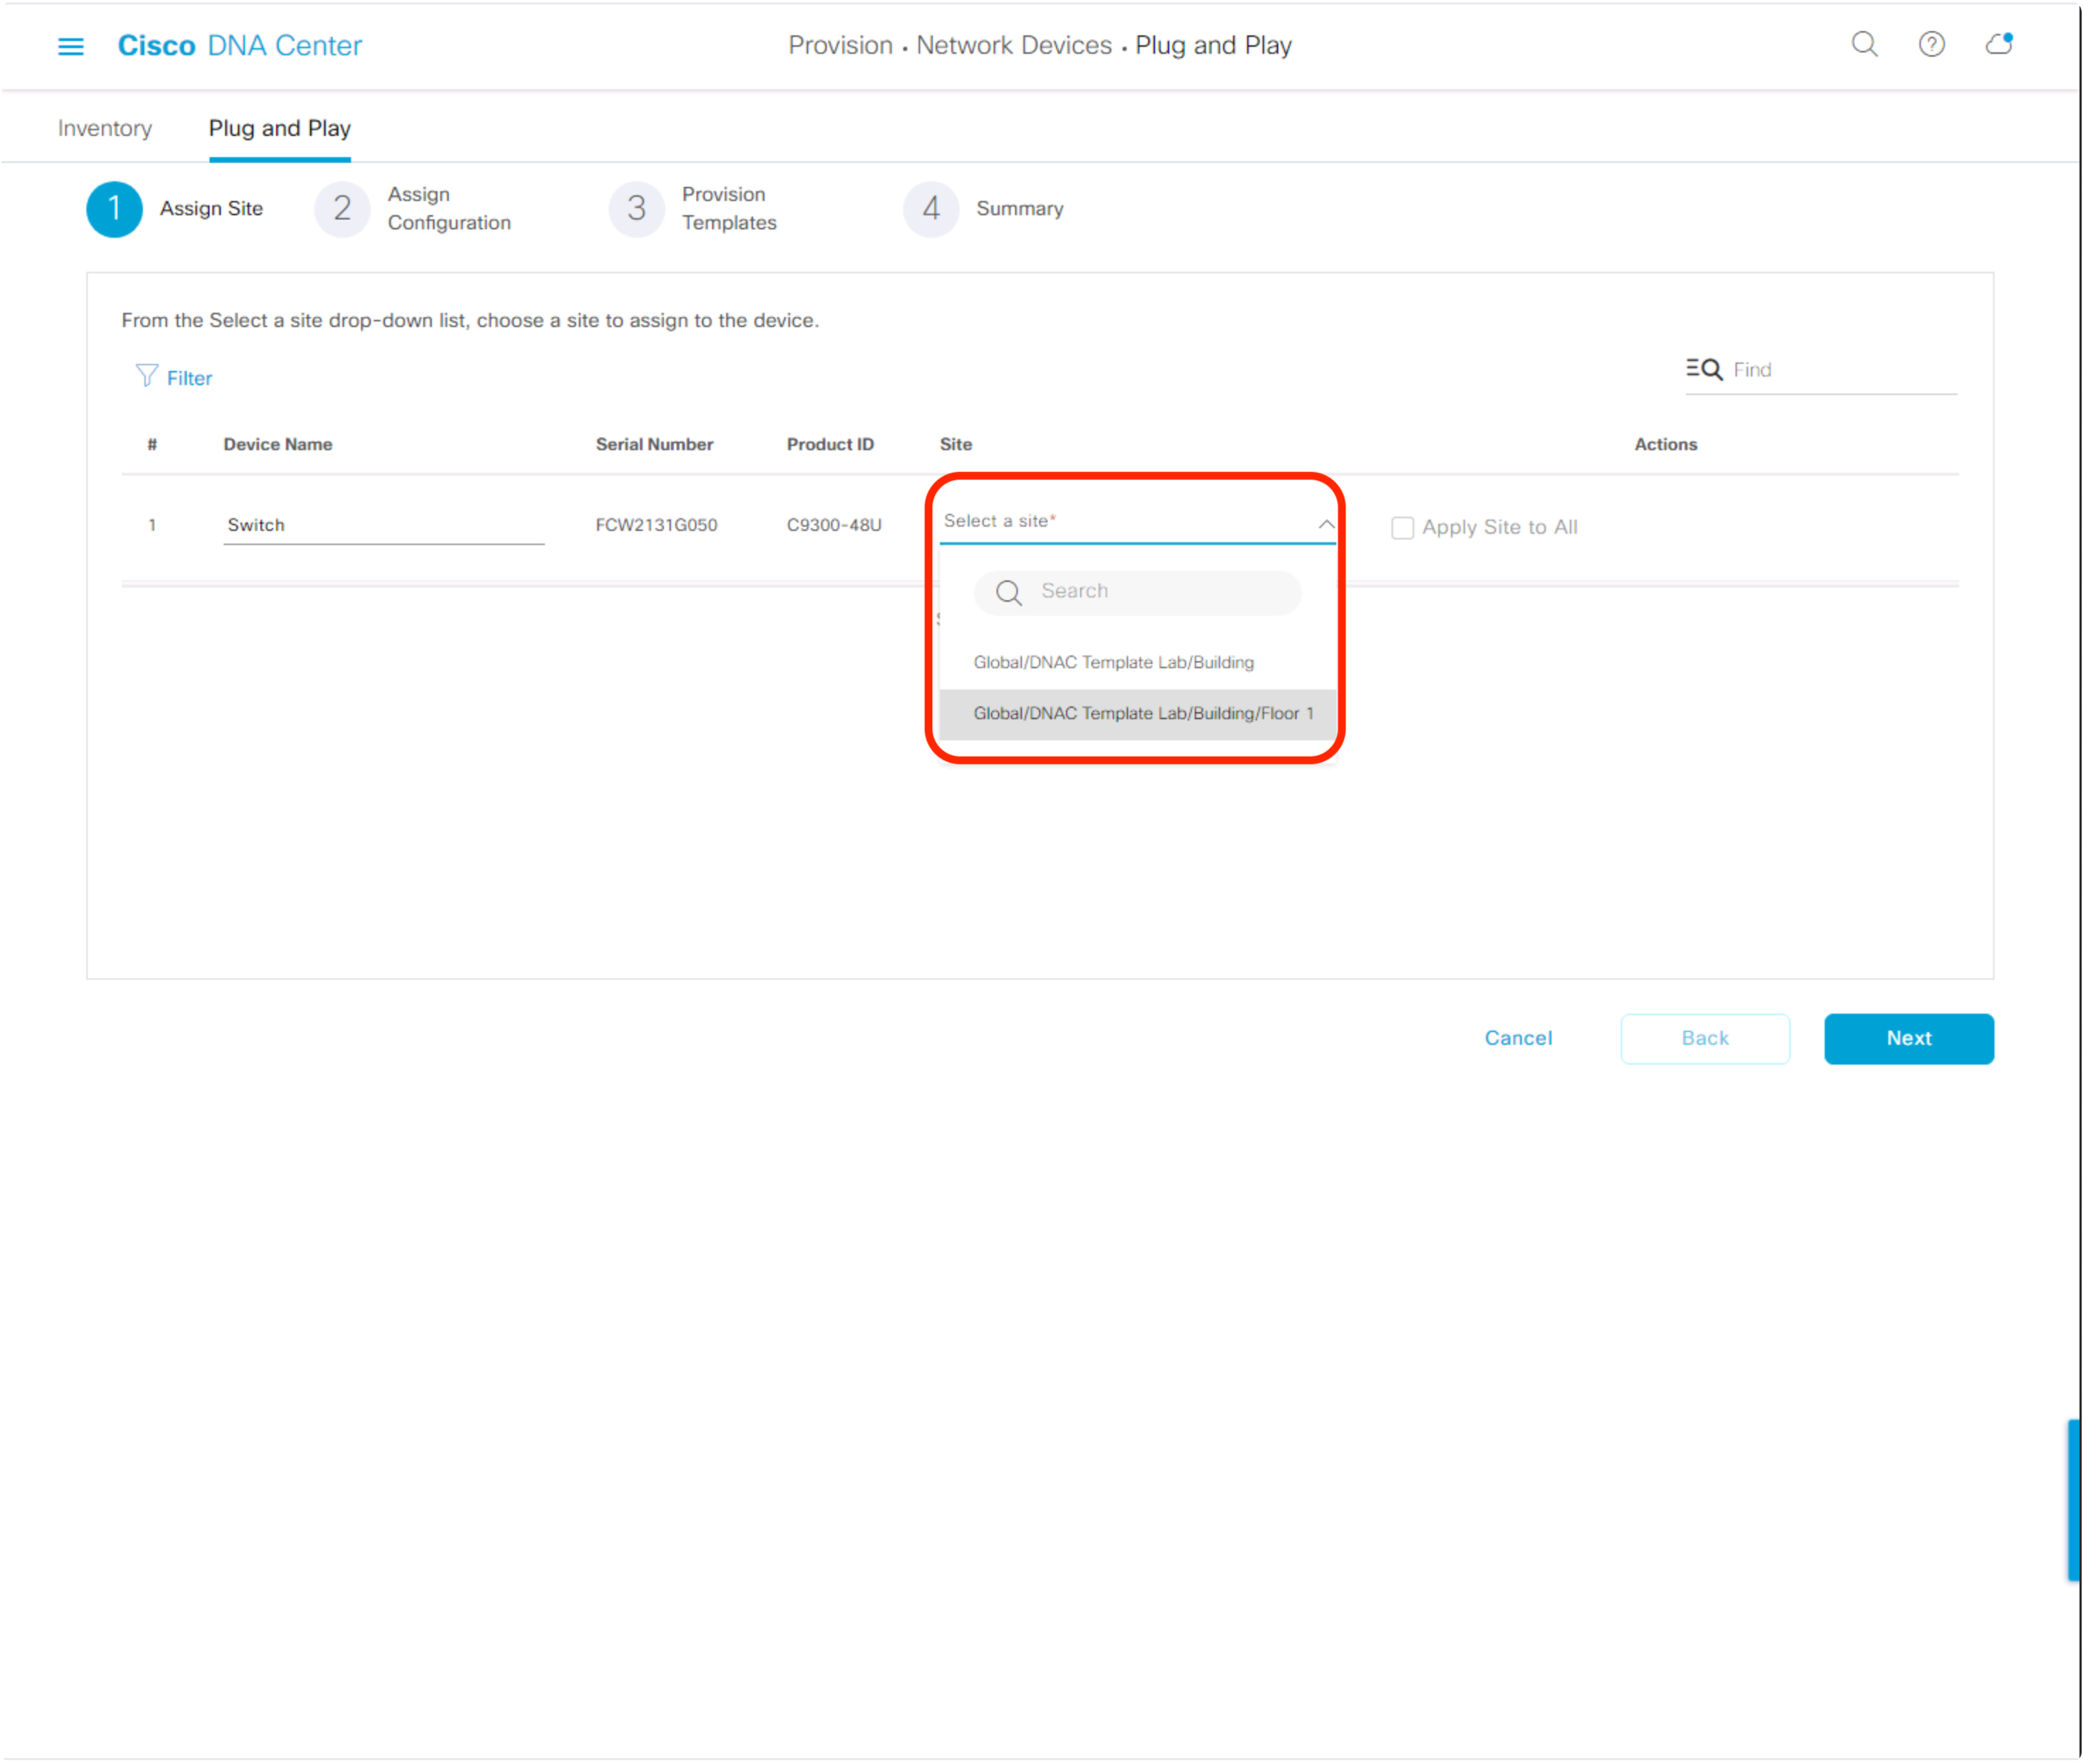 Cisco DNA Center
Provision • Network Devices • Plug and Play
Inventory
Plug and Play
1 Assign Site
2 Assign Configuration
3 Provision Templates
4 Summary
From the Select a site drop-down list, choose a site to assign to the device.
Filter
Find
# Device Name Serial Number Product ID Site Actions
1 Switch FCW2131G050 C9300-48U Select a site* Apply Site to All
Search
Global/DNAC Template Lab/Building
Global/DNAC Template Lab/Building/Floor 1
Cancel Back Next